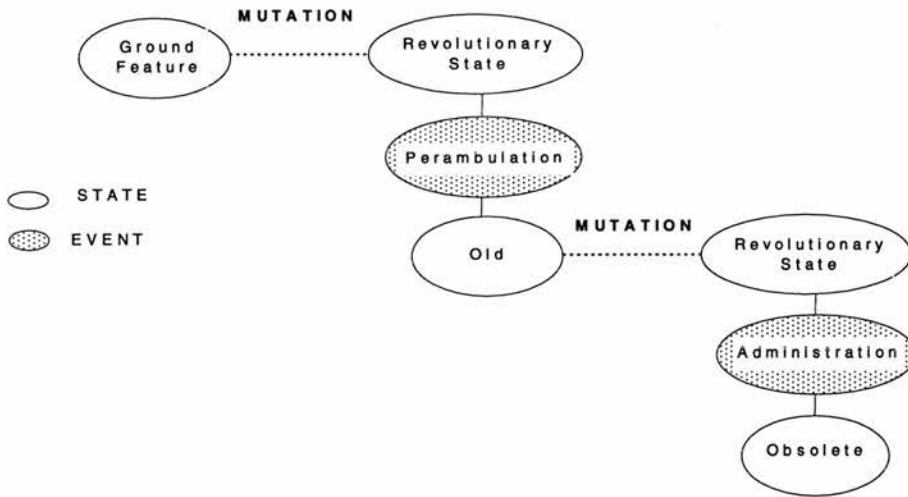 MUTATION
Ground
Feature
Revolutionary
State
Perambulation
STATE
EVENT
Old
MUTATION
Revolutionary
State
Administration
Obsolete